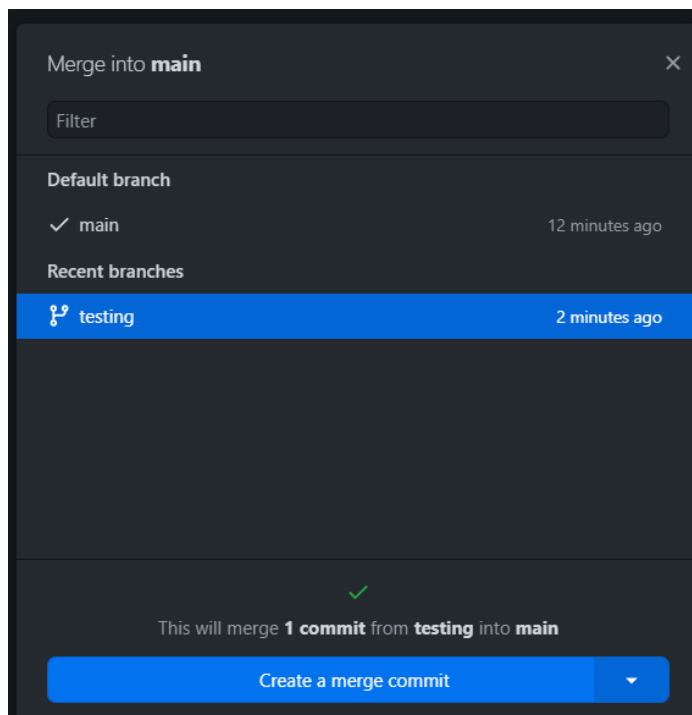 Merge into main
Filter
Default branch
main 12 minutes ago
Recent branches
testing 2 minutes ago
This will merge 1 commit from testing into main
Create a merge commit